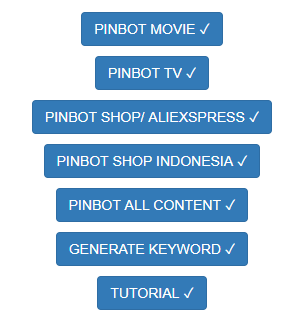 PINBOT MOVIE ✓
PINBOT TV ✓
PINBOT SHOP/ ALIEXSPRESS ✓
PINBOT SHOP INDONESIA ✓
PINBOT ALL CONTENT ✓
GENERATE KEYWORD ✓
TUTORIAL ✓